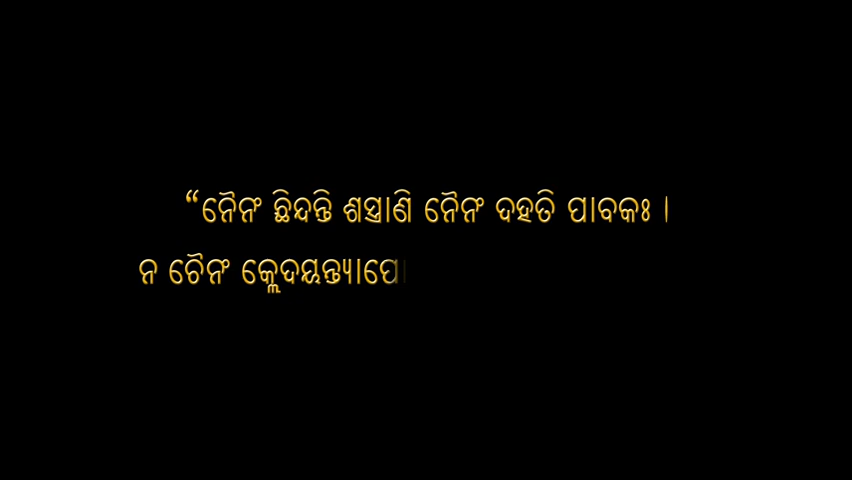 “ନୈନଂ ଛିନ୍ଦନ୍ତି ଶସ୍ତ୍ରାଣି ନୈନଂ ଦହତି ପାବକଃ ।
ନ ଚୈନଂ କ୍ଲେଦୟନ୍ତ୍ୟାପୋ